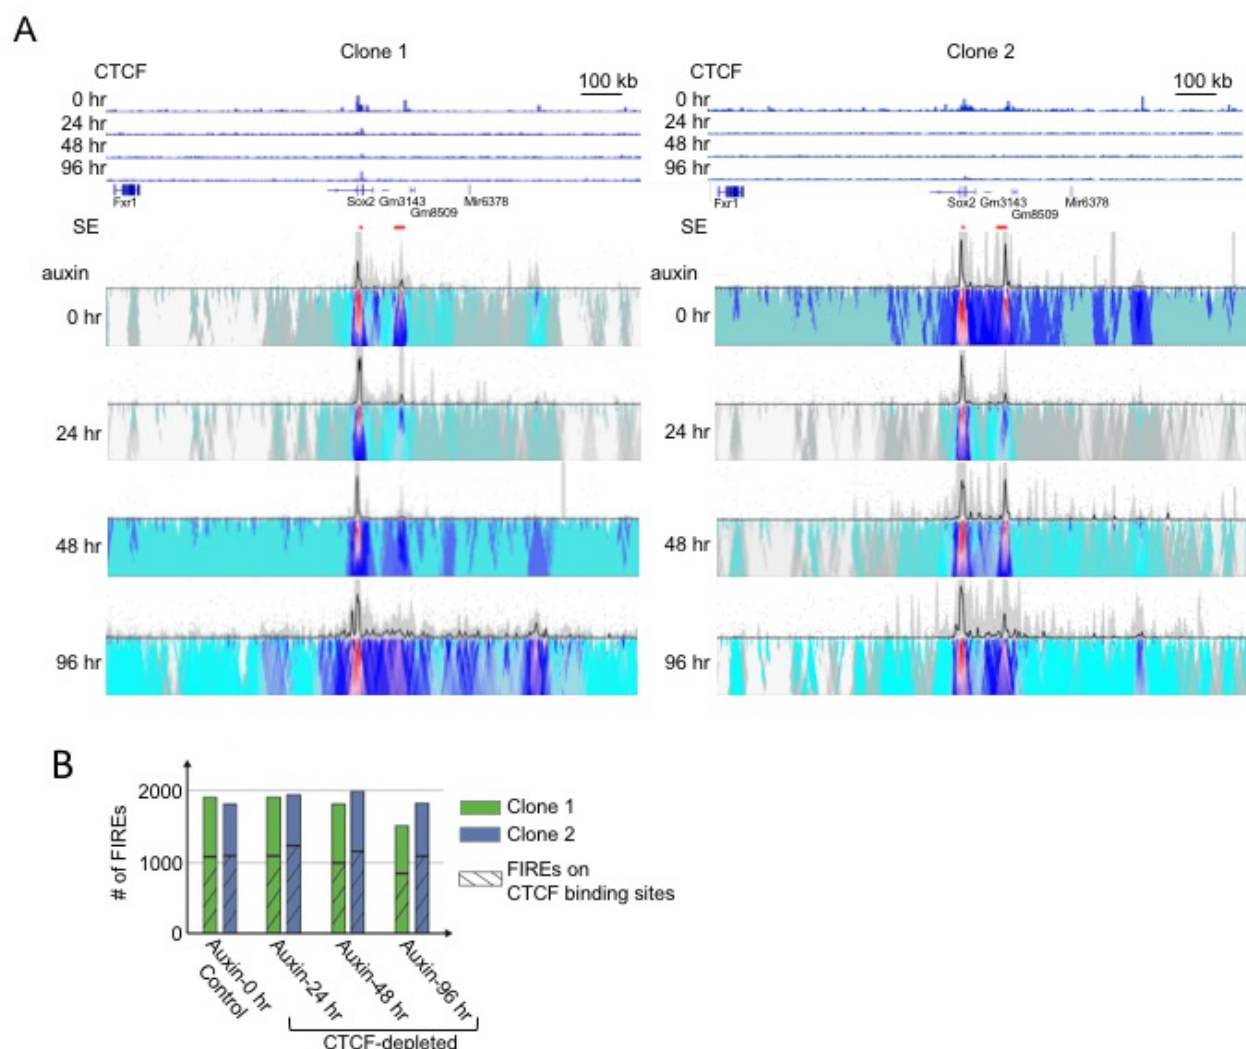 A
Clone 1
CTCF
100 kb
0 hr
24 hr
48 hr
96 hr
Fxr1
Sox2 Gm3143
Gm8509
Mir6378
SE
auxin
0 hr
24 hr
48 hr
96 hr
Clone 2
CTCF
100 kb
0 hr
24 hr
48 hr
96 hr
Fxr1
Sox2 Gm3143
Gm8509
Mir6378
SE
auxin
0 hr
24 hr
48 hr
96 hr
B
# of FIREs
2000
1000
0
Auxin-0 hr
Control
Auxin-24 hr
Auxin-48 hr
Auxin-96 hr
CTCF-depleted
Clone 1
Clone 2
FIREs on
CTCF binding sites